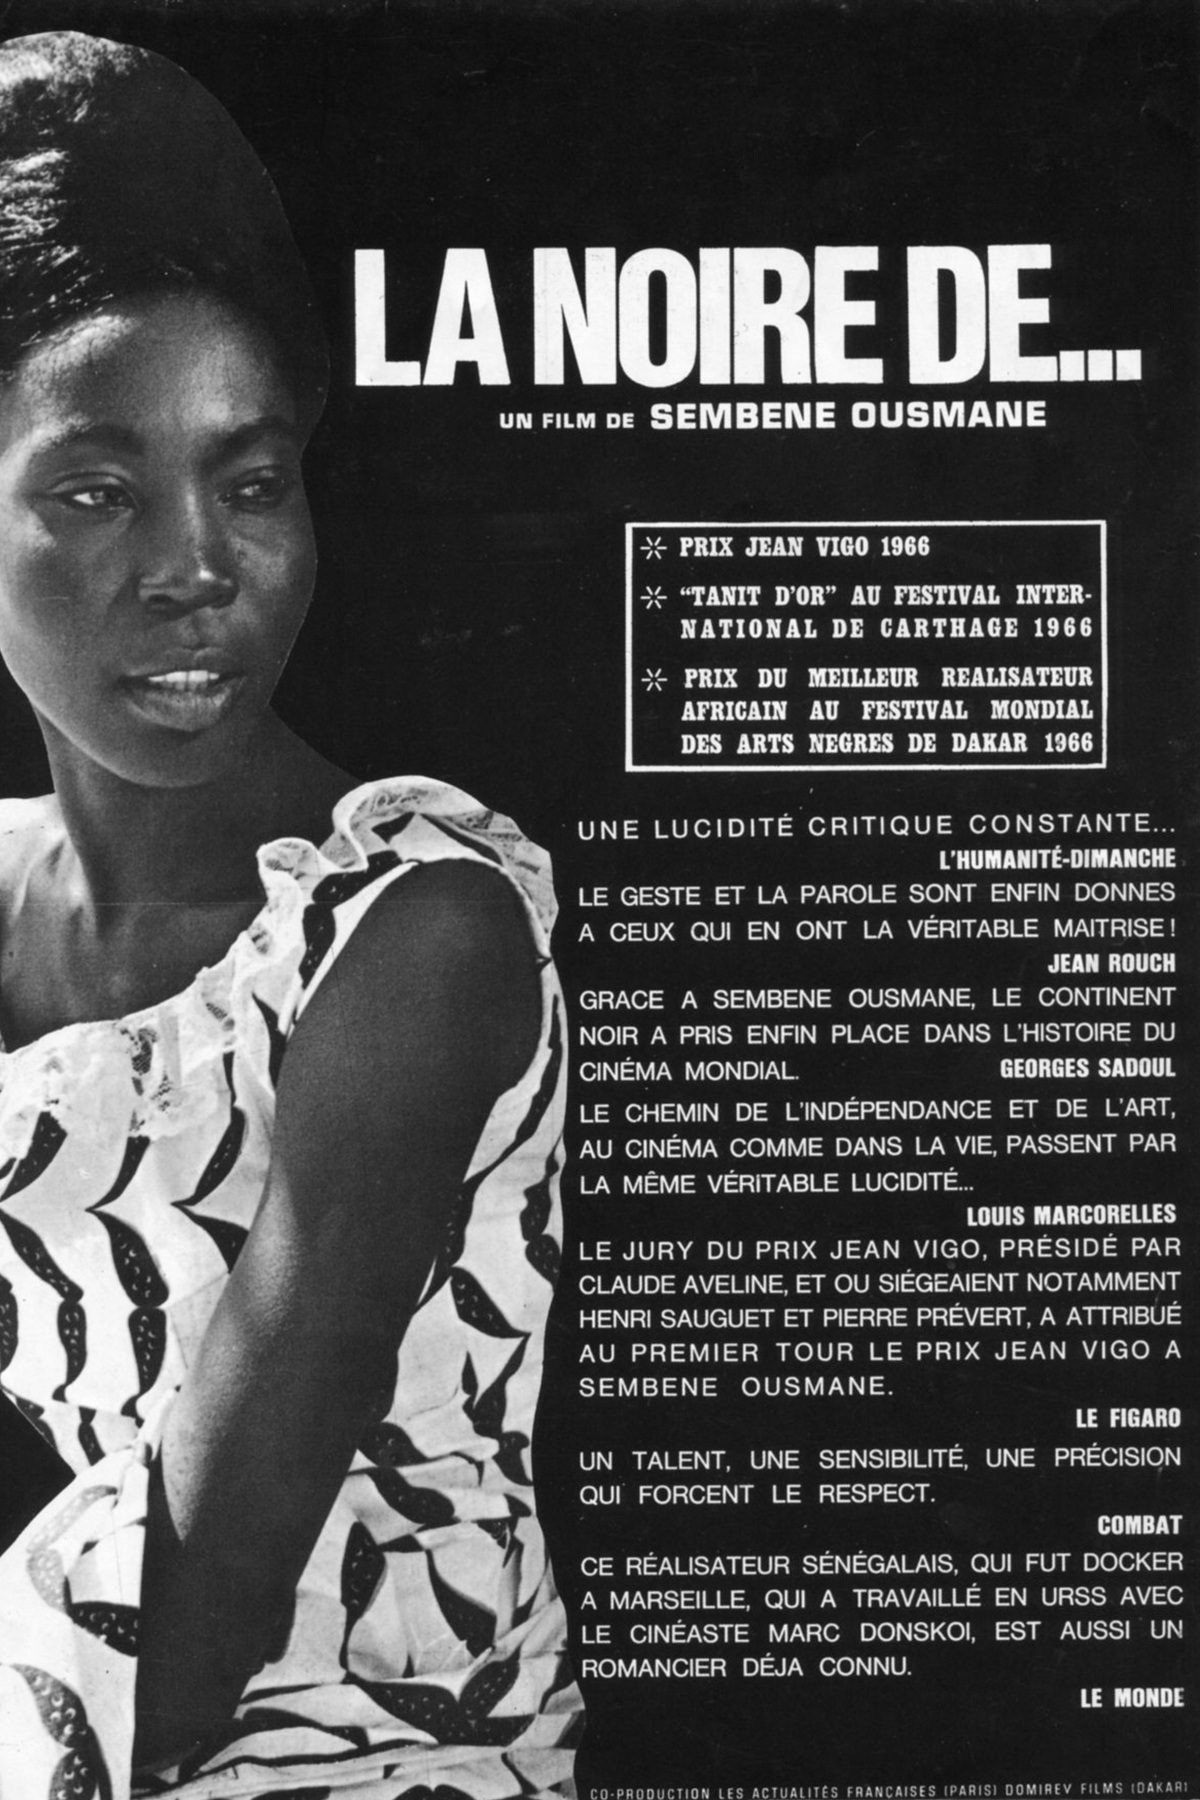 LA NOIRE DE...
UN FILM DE SEMBENE OUSMANE
PRIX JEAN VIGO 1966
“TANIT D’OR” AU FESTIVAL INTER-
NATIONAL DE CARTHAGE 1966
PRIX DU MEILLEUR REALISATEUR
AFRICAIN AU FESTIVAL MONDIAL
DES ARTS NEGRES DE DAKAR 1966
UNE LUCIDITÉ CRITIQUE CONSTANTE...
L’HUMANITÉ-DIMANCHE
LE GESTE ET LA PAROLE SONT ENFIN DONNES
A CEUX QUI EN ONT LA VÉRITABLE MAITRISE!
JEAN ROUCH
GRACE A SEMBENE OUSMANE, LE CONTINENT
NOIR A PRIS ENFIN PLACE DANS L’HISTOIRE DU
CINÉMA MONDIAL. GEORGES SADOUL
LE CHEMIN DE L’INDÉPENDANCE ET DE L’ART,
AU CINÉMA COMME DANS LA VIE, PASSENT PAR
LA MÊME VÉRITABLE LUCIDITÉ...
LOUIS MARCORELLES
LE JURY DU PRIX JEAN VIGO, PRÉSIDÉ PAR
CLAUDE AVELINE, ET OU SIÉGEAIENT NOTAMMENT
HENRI SAUGUET ET PIERRE PRÉVERT, A ATTRIBUÉ
AU PREMIER TOUR LE PRIX JEAN VIGO A
SEMBENE OUSMANE.
LE FIGARO
UN TALENT, UNE SENSIBILITÉ, UNE PRÉCISION
QUI FORCENT LE RESPECT.
COMBAT
CE RÉALISATEUR SÉNÉGALAIS, QUI FUT DOCKER
A MARSEILLE, QUI A TRAVAILLÉ EN URSS AVEC
LE CINÉASTE MARC DONSKOI, EST AUSSI UN
ROMANCIER DÉJA CONNU.
LE MONDE
CO-PRODUCTION LES ACTUALITÉS FRANÇAISES (PARIS) DOMIREV FILMS (DAKAR)